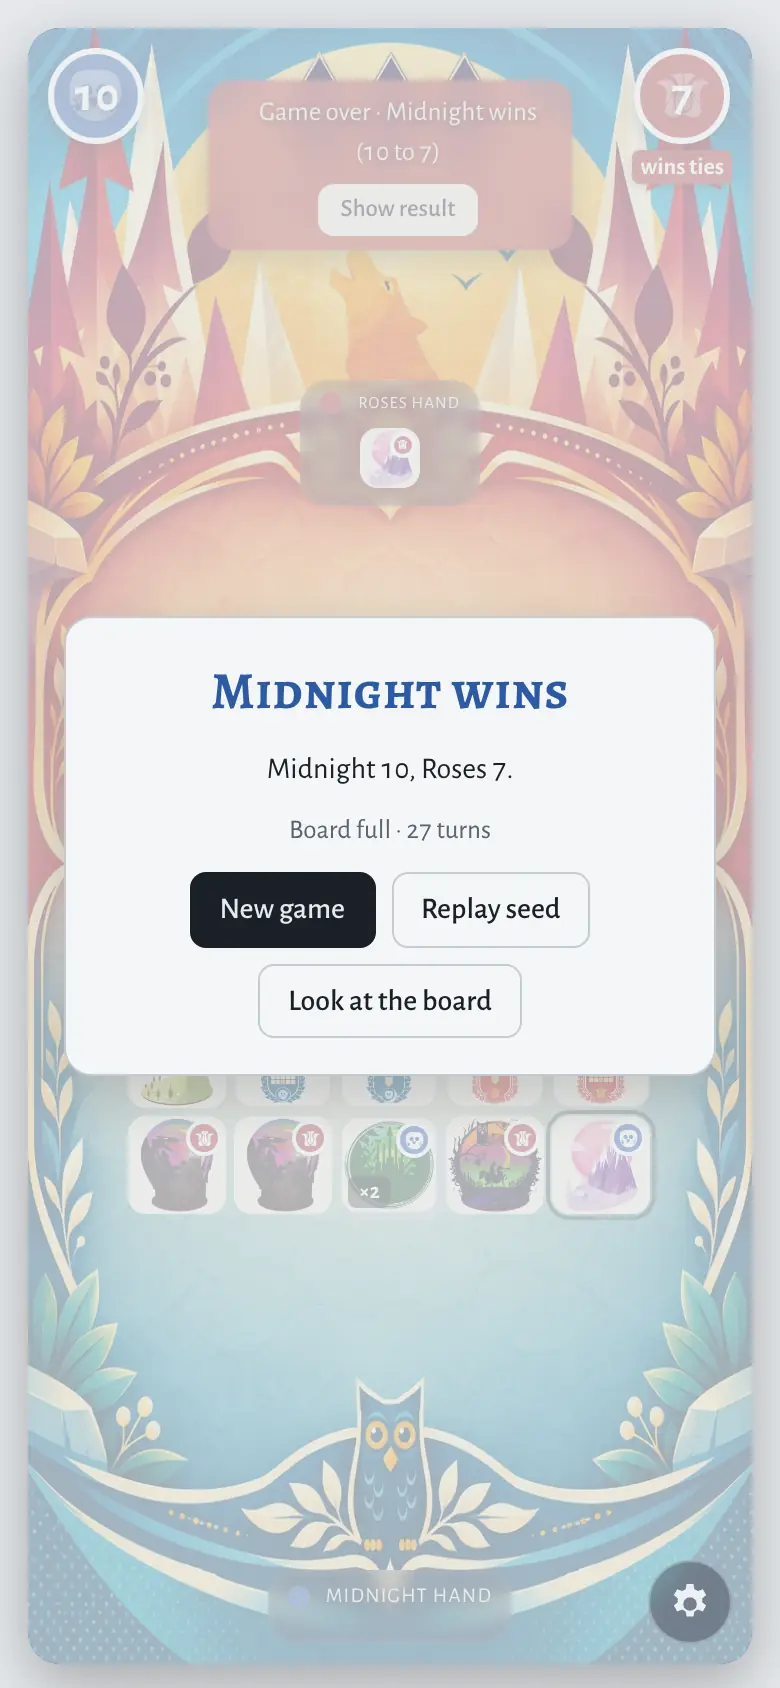 10
Game over · Midnight wins
(10 to 7)
Show result
7
wins ties
ROSES HAND
Midnight wins
Midnight 10, Roses 7.
Board full · 27 turns
New game
Replay seed
Look at the board
×2
MIDNIGHT HAND